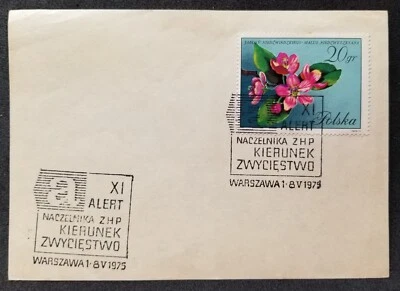 20gr
Polska
XI
ALERT
NACZELNIKA ZHP
KIERUNEK
ZWYCIĘSTWO
WARSZAWA 1·8 V 1975
a XI
ALERT
NACZELNIKA ZHP
KIERUNEK
ZWYCIĘSTWO
WARSZAWA 1·8 V 1975